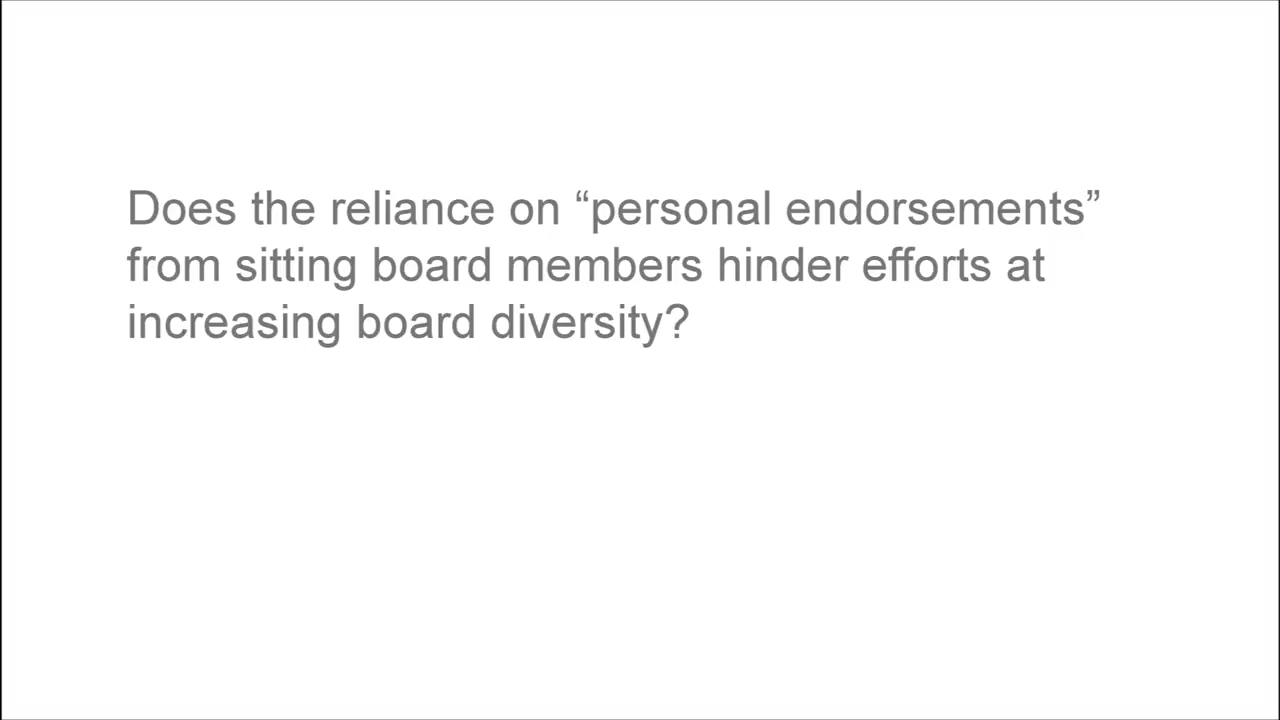 Does the reliance on “personal endorsements”
from sitting board members hinder efforts at
increasing board diversity?